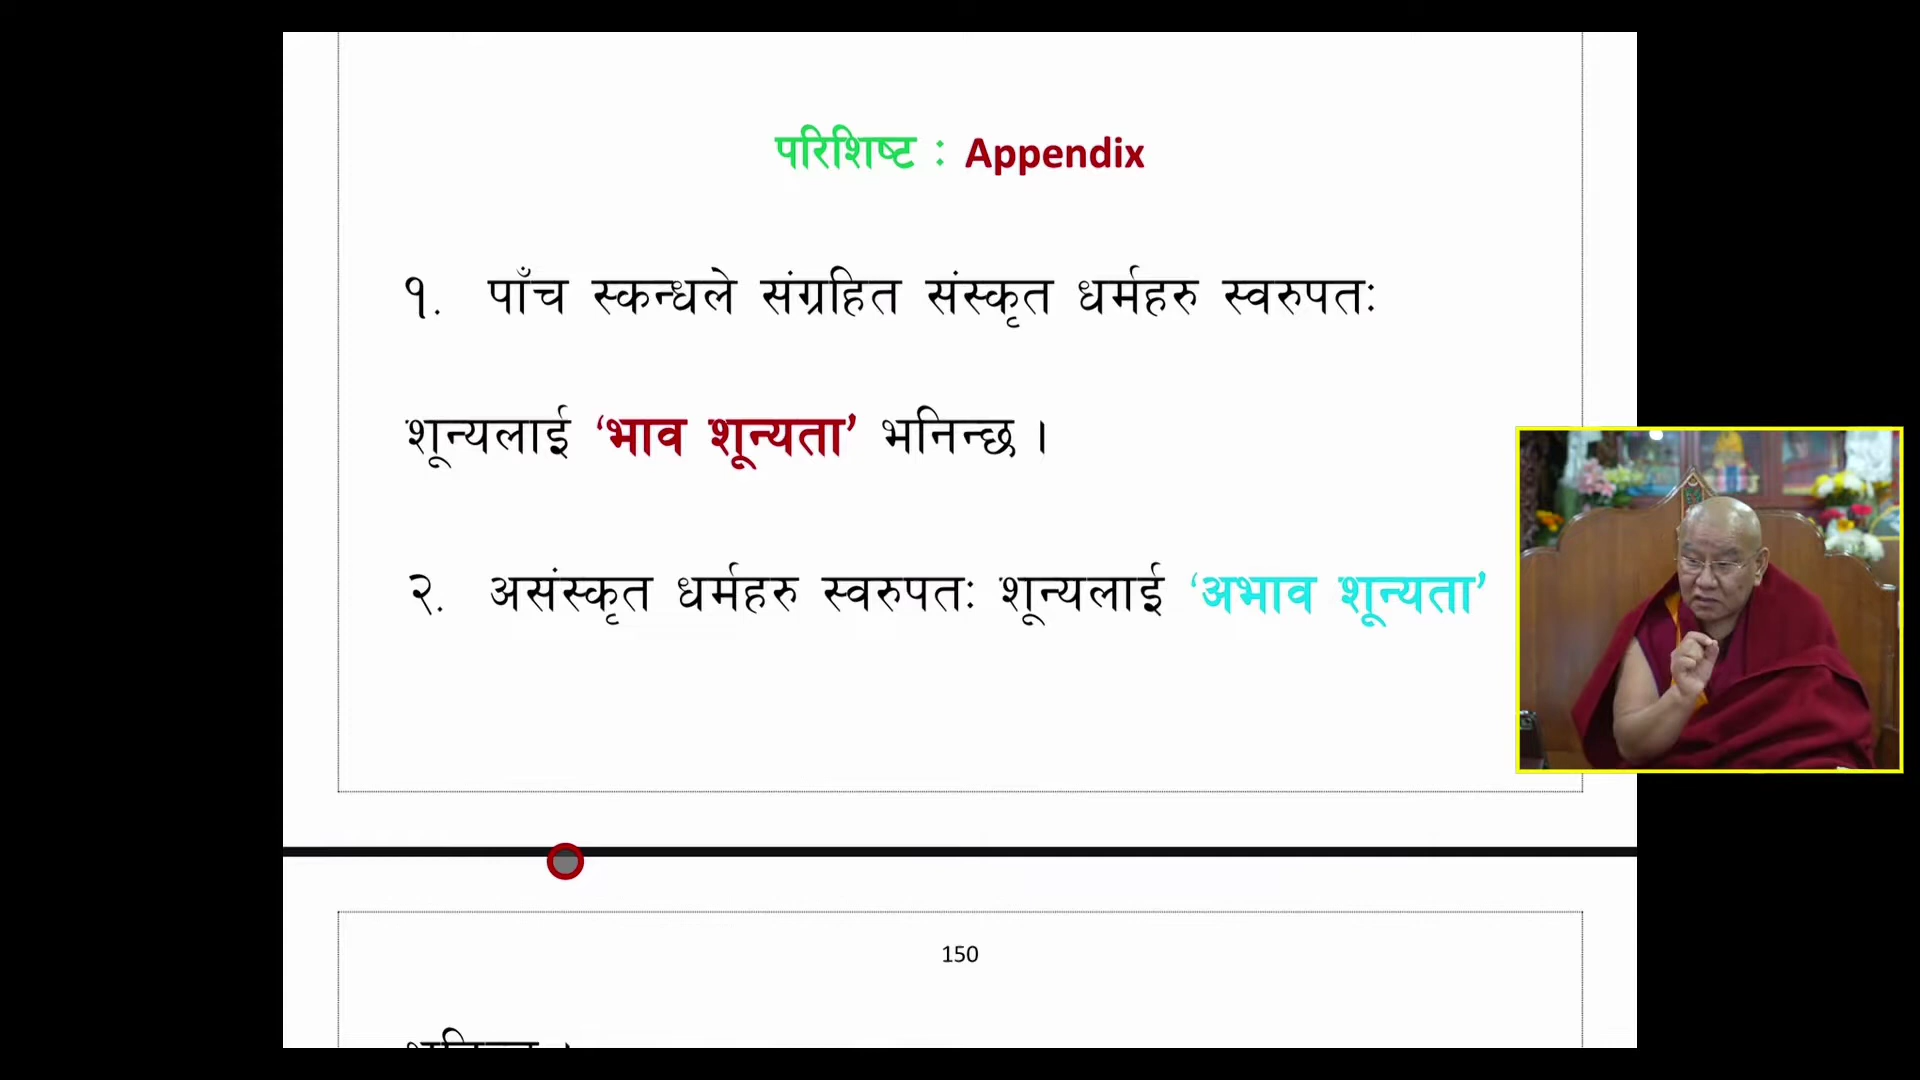 परिशिष्ट : Appendix
१. पाँच स्कन्धले संग्रहित संस्कृत धर्महरु स्वरुपतः
शून्यलाई ‘भाव शून्यता’ भनिन्छ ।
२. असंस्कृत धर्महरु स्वरुपतः शून्यलाई ‘अभाव शून्यता’
150